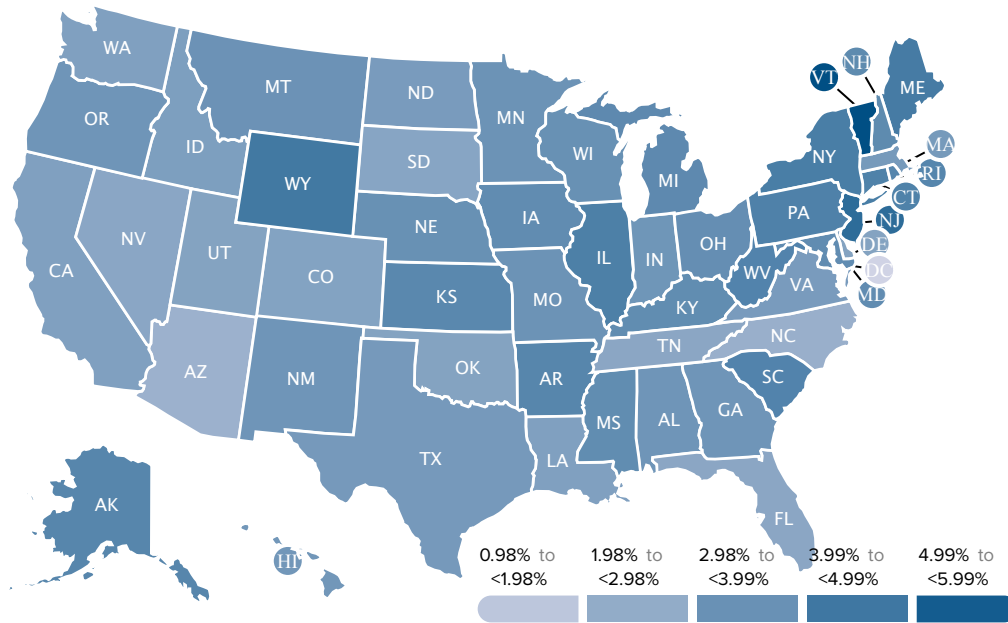 WA
MT
ND
MN
VT
NH
ME
OR
ID
SD
WI
MI
NY
MA
RI
WY
NE
IA
PA
CT
NJ
NV
UT
CO
IL
IN
OH
WV
DE
DC
CA
KS
MO
KY
VA
MD
AZ
NM
OK
AR
TN
NC
SC
TX
LA
MS
AL
GA
AK
HI
FL
0.98% to 1.98% to 2.98% to 3.99% to 4.99% to
<1.98% <2.98% <3.99% <4.99% <5.99%